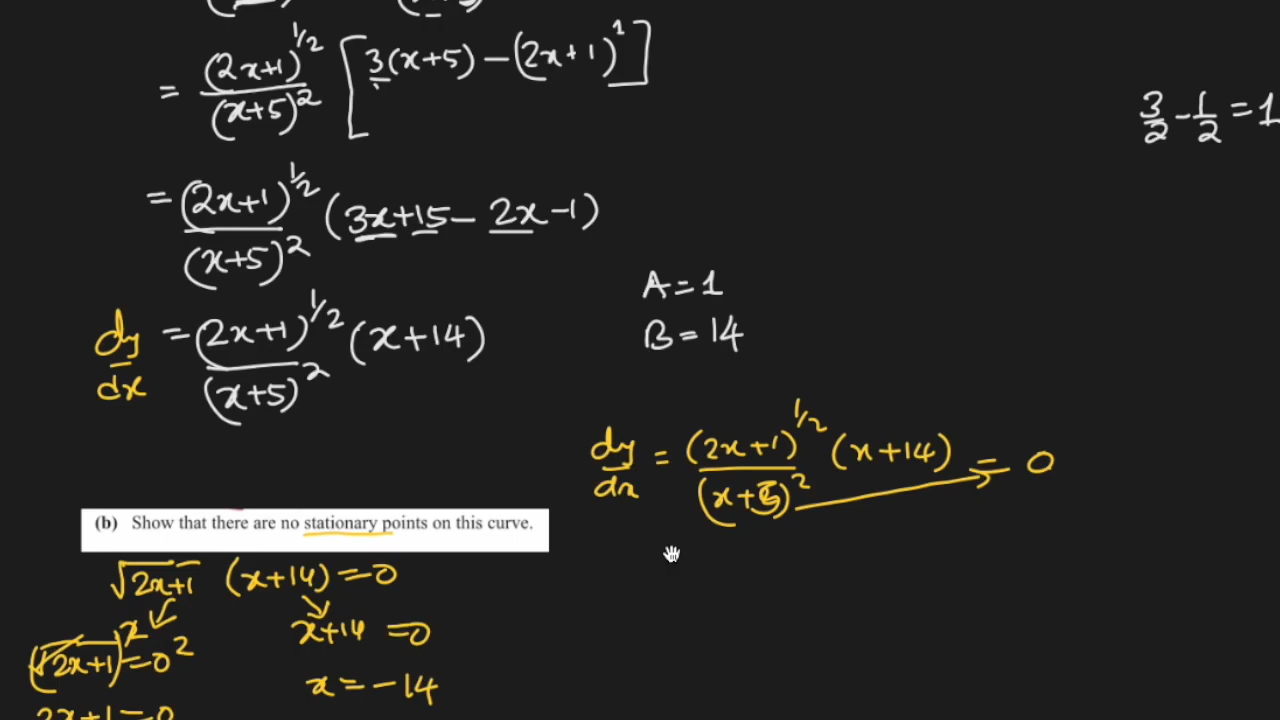 = (2x+1)^1/2 / (x+5)^2 [3(x+5) − (2x+1)^1]
3/2 − 1/2 = 1
= (2x+1)^1/2 / (x+5)^2 (3x+15 − 2x−1)
A = 1
B = 14
dy/dx = (2x+1)^1/2 / (x+5)^2 (x+14)
dy/dx = (2x+1)^1/2 / (x+5)^2 (x+14) = 0
(b) Show that there are no stationary points on this curve.
√2x+1 (x+14) = 0
x+14 = 0
(√2x+1)^2 = 0^2
x = −14
2x+1 = 0